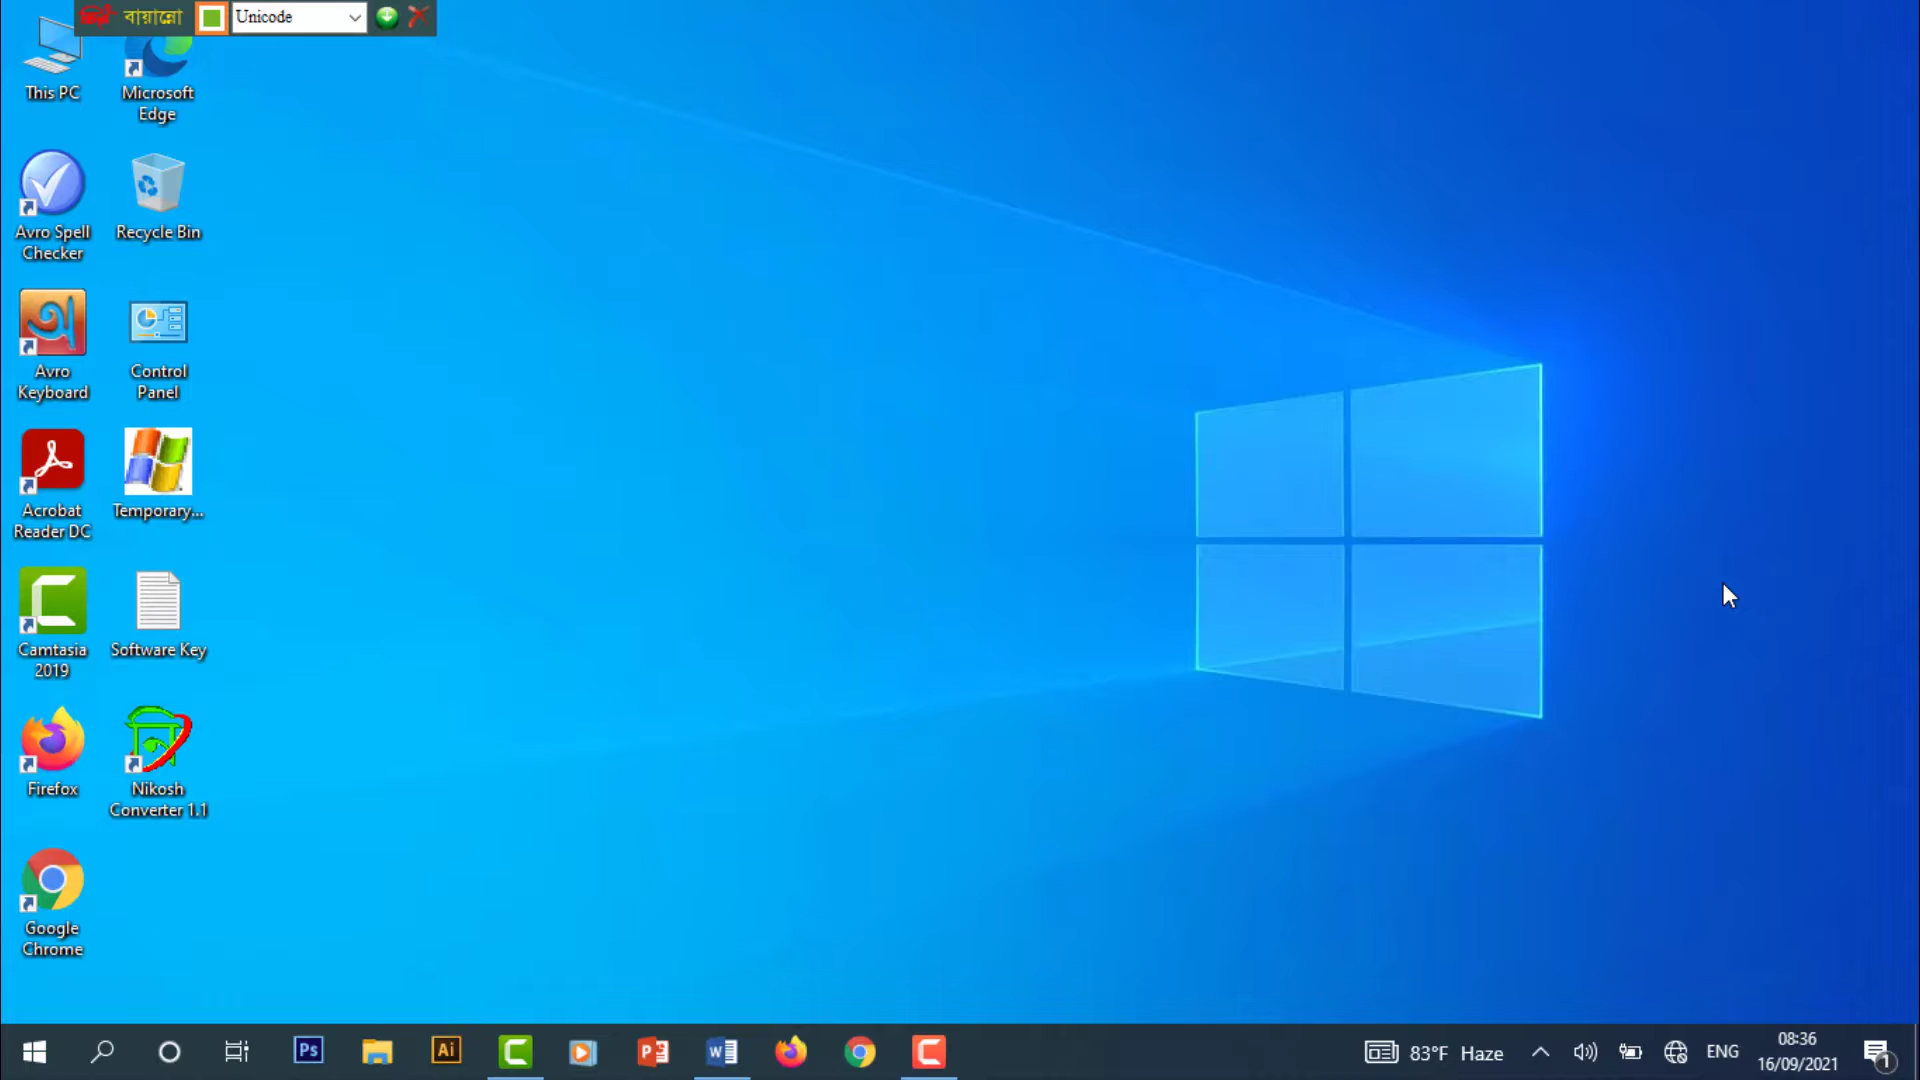 বায়ান্নো
Unicode
This PC
Microsoft
Edge
Avro Spell
Checker
Recycle Bin
অ
Avro
Keyboard
Control
Panel
Acrobat
Reader DC
Temporary...
Camtasia
2019
Software Key
Firefox
Nikosh
Converter 1.1
Google
Chrome
Ps
Ai
83°F Haze
ENG
08:36
16/09/2021
1